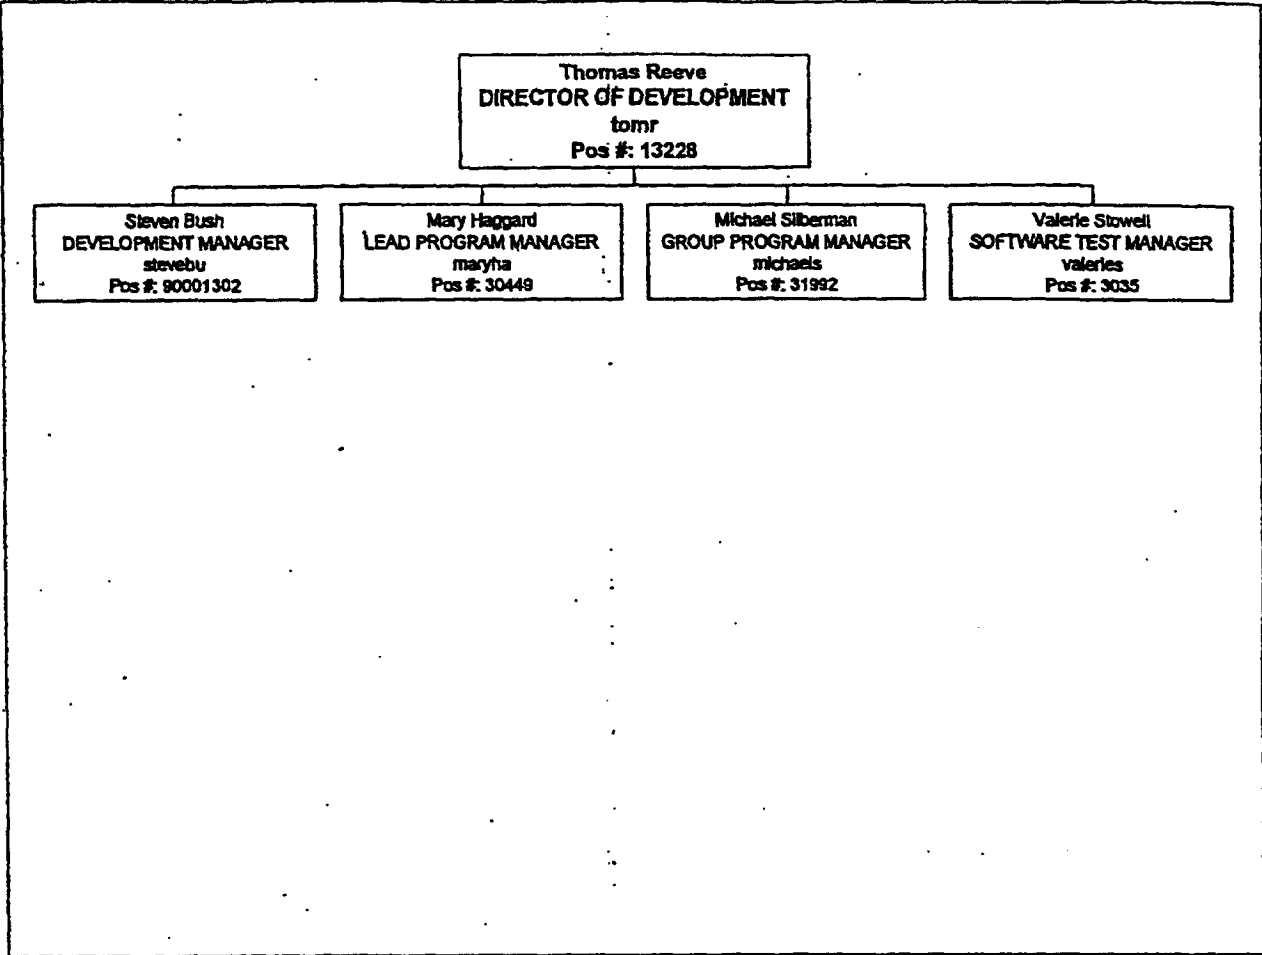 Thomas Reeve
DIRECTOR OF DEVELOPMENT
tomr
Pos #: 13228
Steven Bush
DEVELOPMENT MANAGER
stevebu
Pos #: 90001302
Mary Haggard
LEAD PROGRAM MANAGER
maryha
Pos #: 30449
Michael Silberman
GROUP PROGRAM MANAGER
michaels
Pos #: 31992
Valerie Stowell
SOFTWARE TEST MANAGER
valeries
Pos #: 3035